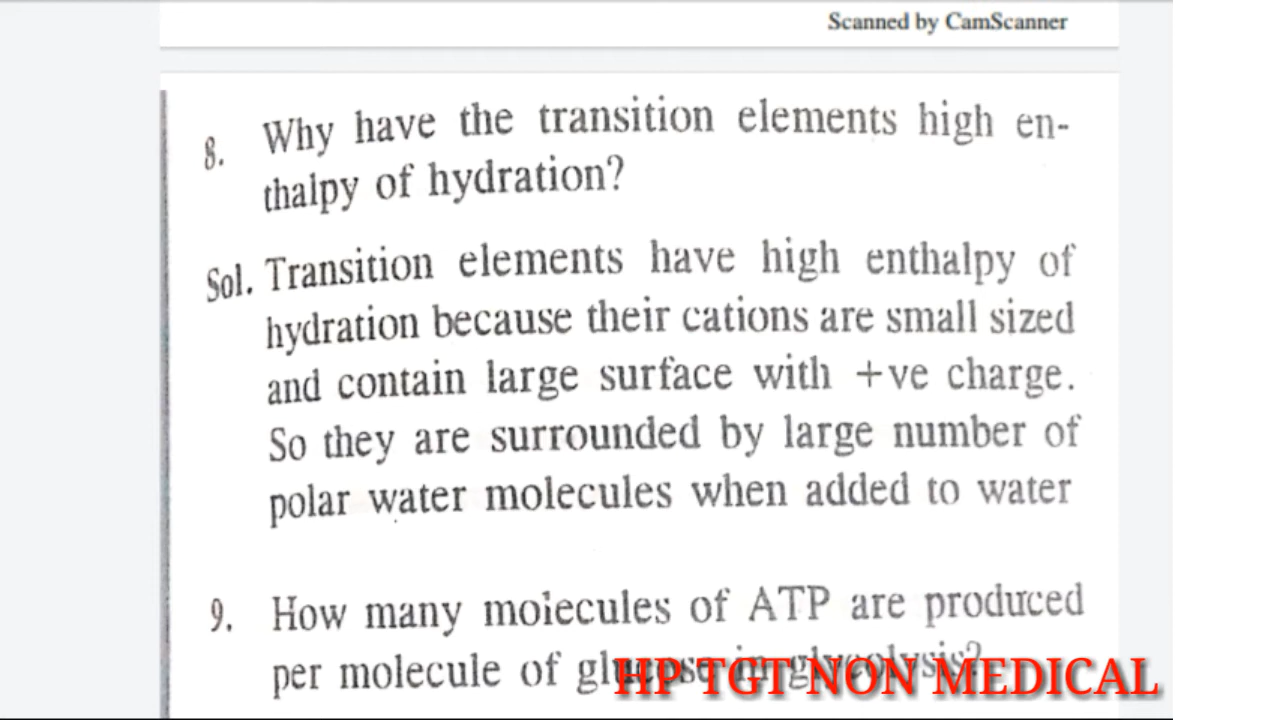 Scanned by CamScanner
8. Why have the transition elements high en-
thalpy of hydration?
Sol. Transition elements have high enthalpy of
hydration because their cations are small sized
and contain large surface with +ve charge.
So they are surrounded by large number of
polar water molecules when added to water
9. How many molecules of ATP are produced
per molecule of glucose in glycolysis?
HP TGT NON MEDICAL